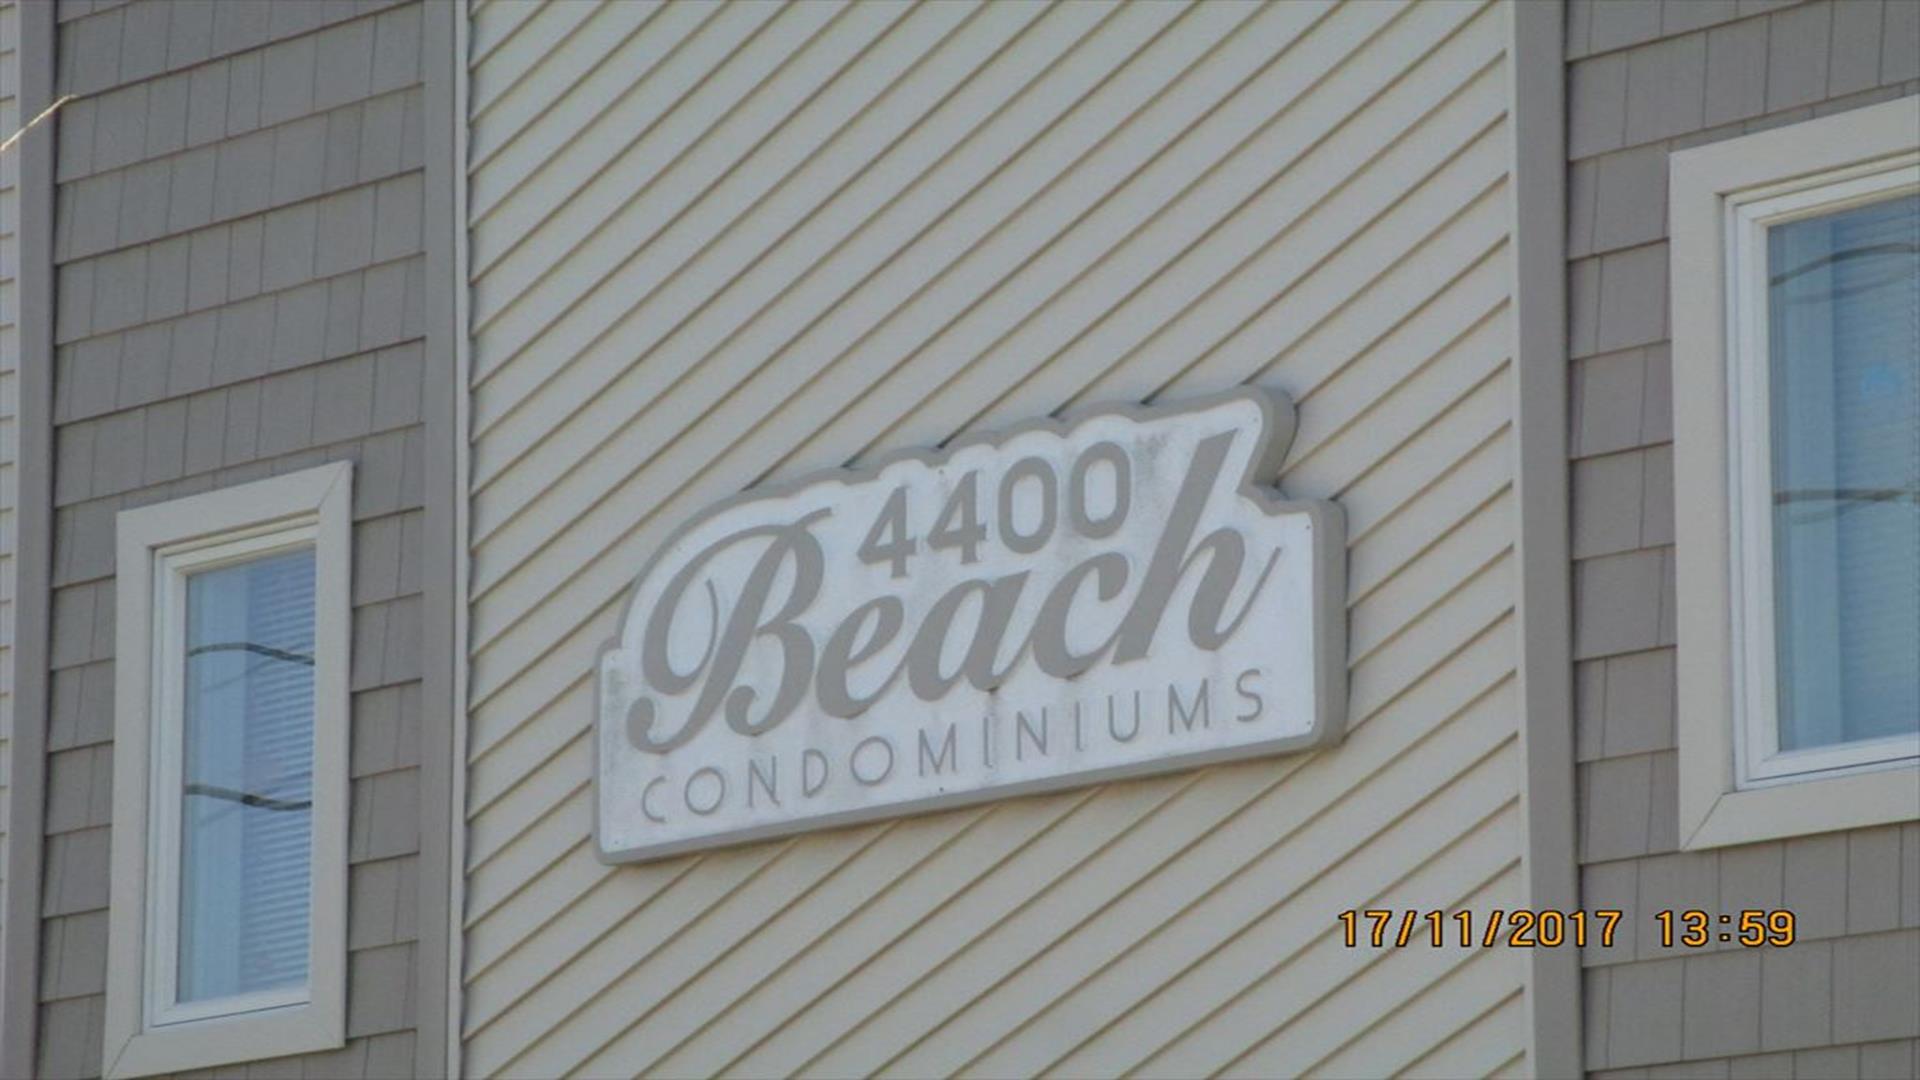 4400
Beach
CONDOMINIUMS
17/11/2017 13:59